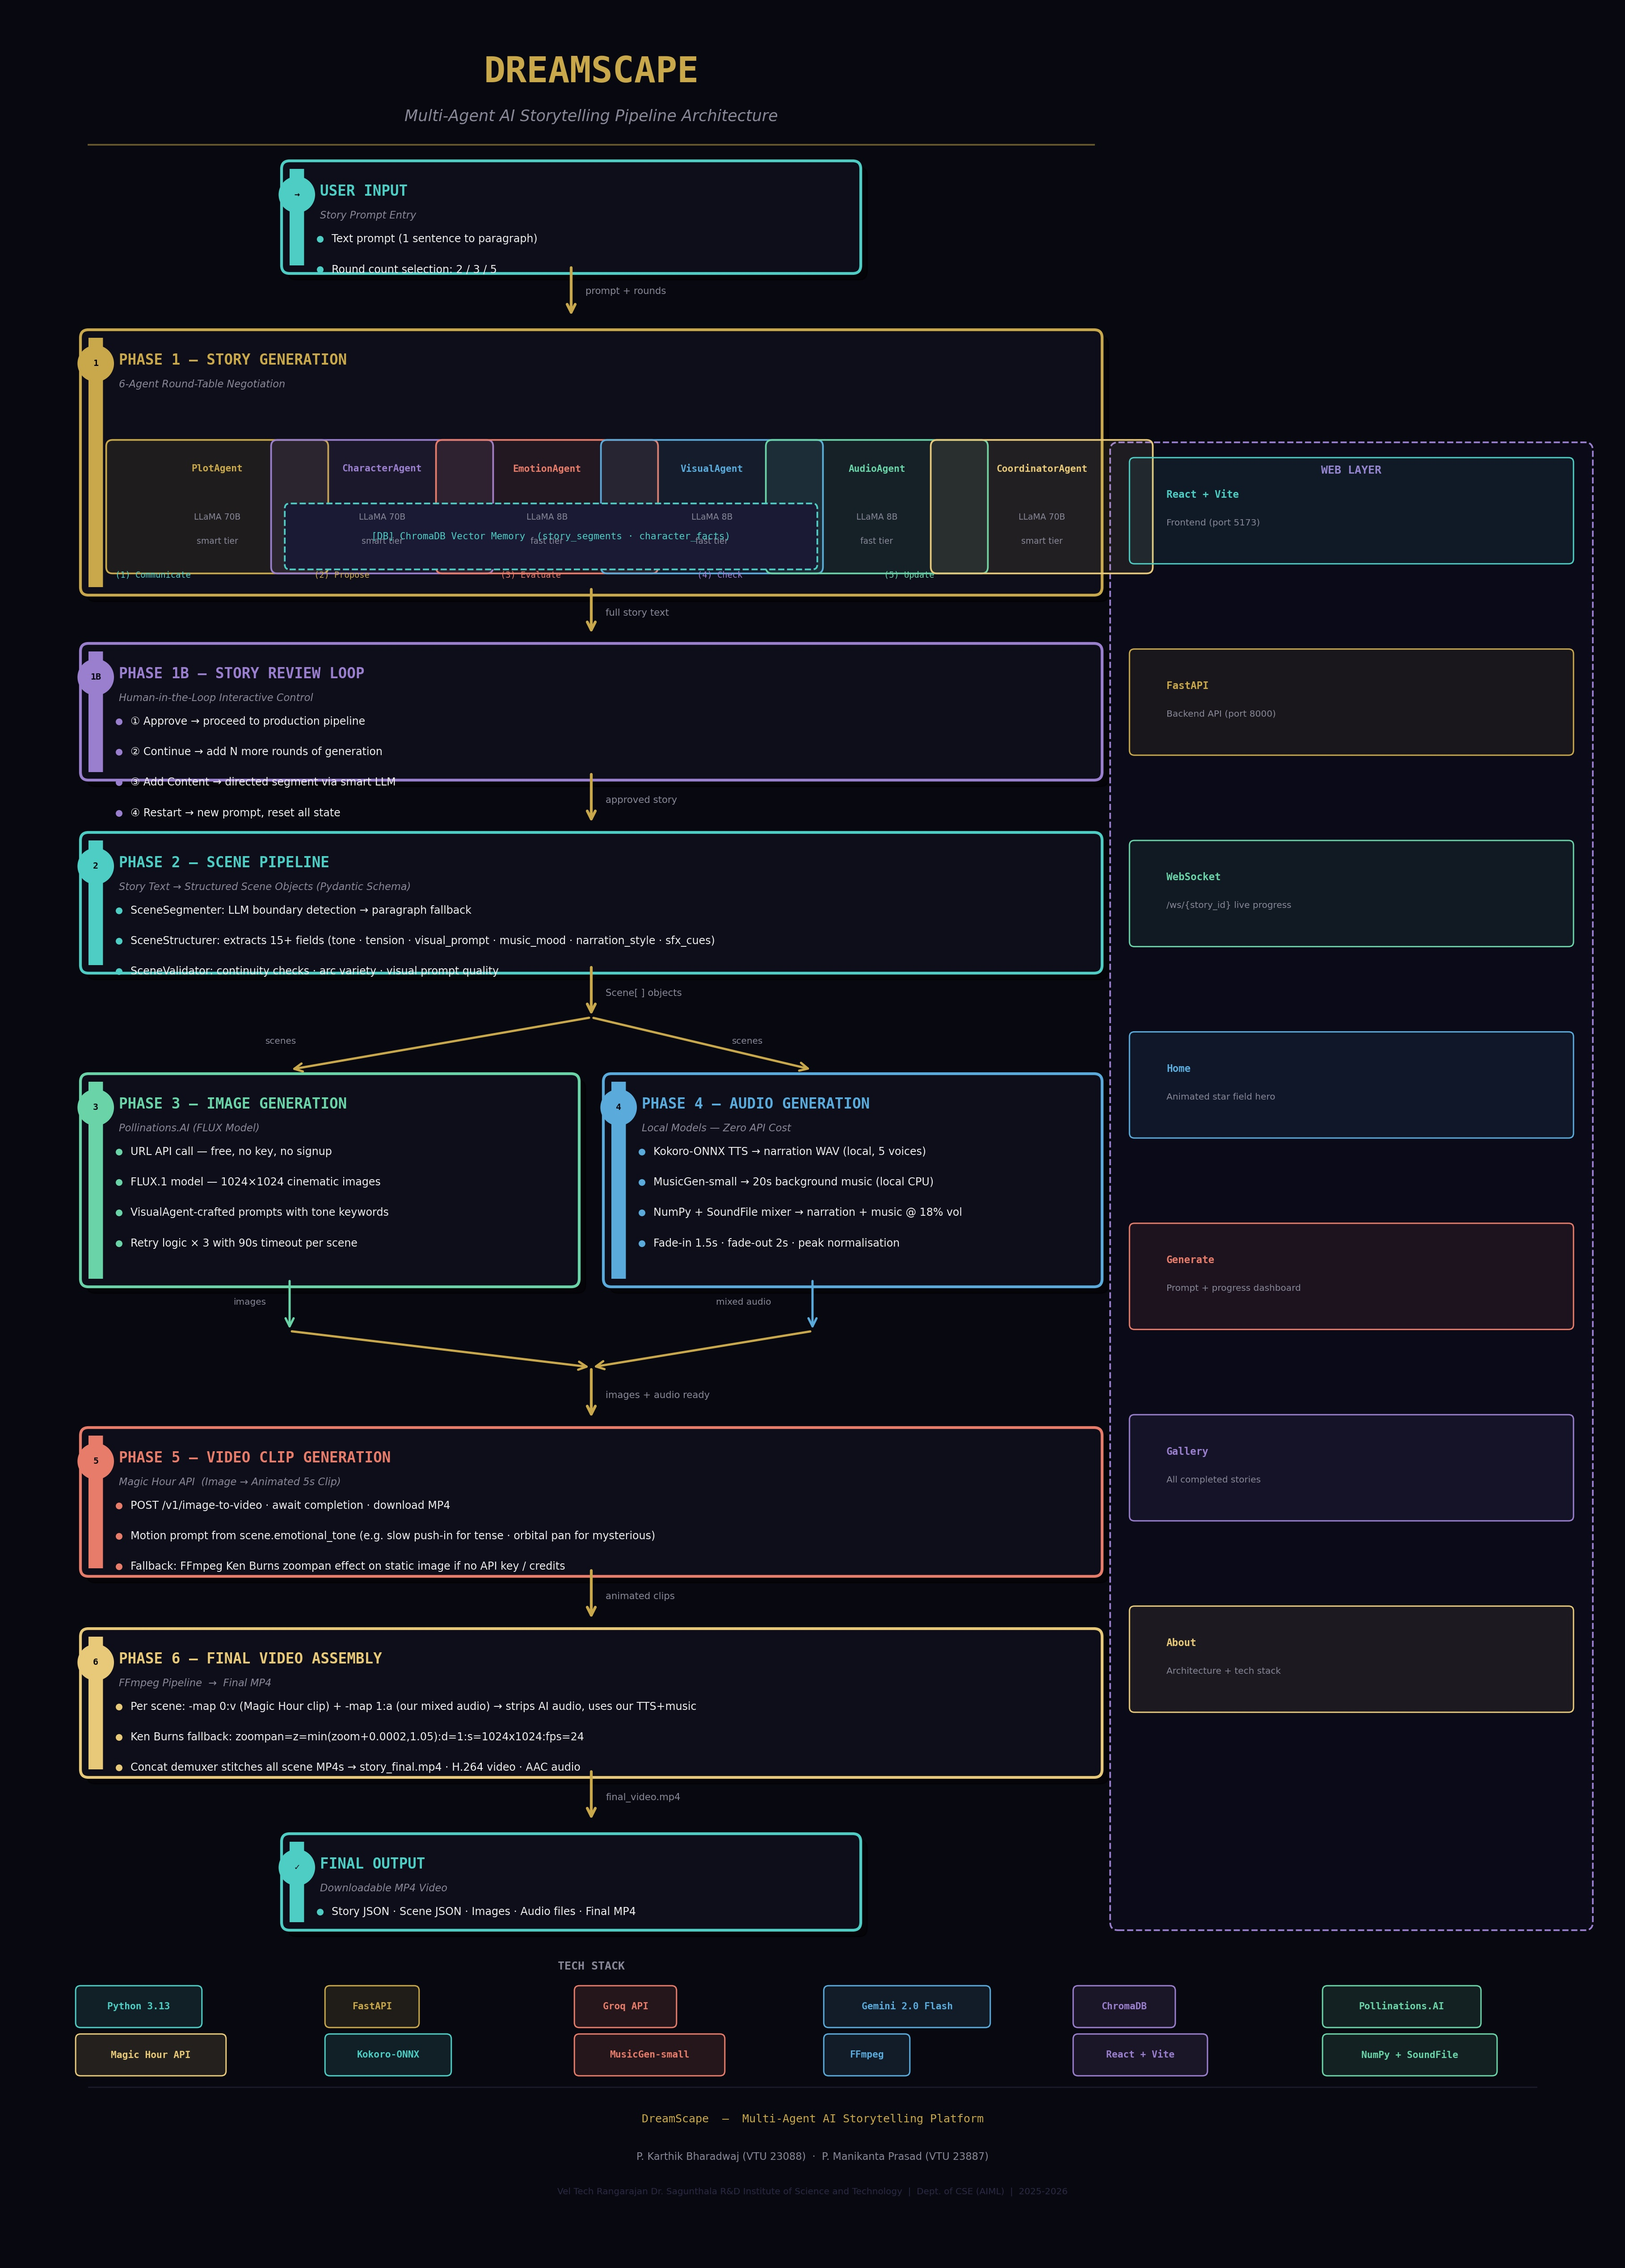 DREAMSCAPE
Multi-Agent AI Storytelling Pipeline Architecture
→
USER INPUT
Story Prompt Entry
● Text prompt (1 sentence to paragraph)
● Round count selection: 2 / 3 / 5
prompt + rounds
1
PHASE 1 — STORY GENERATION
6-Agent Round-Table Negotiation
PlotAgent CharacterAgent EmotionAgent VisualAgent AudioAgent CoordinatorAgent
LLaMA 70B LLaMA 70B LLaMA 8B LLaMA 8B LLaMA 8B LLaMA 70B
smart tier smart tier fast tier fast tier fast tier smart tier
[DB] ChromaDB Vector Memory (story_segments · character_facts)
(1) Communicate (2) Propose (3) Evaluate (4) Check (5) Update
full story text
1B
PHASE 1B — STORY REVIEW LOOP
Human-in-the-Loop Interactive Control
● ① Approve → proceed to production pipeline
● ② Continue → add N more rounds of generation
● ③ Add Content → directed segment via smart LLM
● ④ Restart → new prompt, reset all state
approved story
2
PHASE 2 — SCENE PIPELINE
Story Text → Structured Scene Objects (Pydantic Schema)
● SceneSegmenter: LLM boundary detection → paragraph fallback
● SceneStructurer: extracts 15+ fields (tone · tension · visual_prompt · music_mood · narration_style · sfx_cues)
● SceneValidator: continuity checks · arc variety · visual prompt quality
Scene[ ] objects
scenes scenes
3
PHASE 3 — IMAGE GENERATION
Pollinations.AI (FLUX Model)
● URL API call — free, no key, no signup
● FLUX.1 model — 1024×1024 cinematic images
● VisualAgent-crafted prompts with tone keywords
● Retry logic × 3 with 90s timeout per scene
images
4
PHASE 4 — AUDIO GENERATION
Local Models — Zero API Cost
● Kokoro-ONNX TTS → narration WAV (local, 5 voices)
● MusicGen-small → 20s background music (local CPU)
● NumPy + SoundFile mixer → narration + music @ 18% vol
● Fade-in 1.5s · fade-out 2s · peak normalisation
mixed audio
images + audio ready
5
PHASE 5 — VIDEO CLIP GENERATION
Magic Hour API (Image → Animated 5s Clip)
● POST /v1/image-to-video · await completion · download MP4
● Motion prompt from scene.emotional_tone (e.g. slow push-in for tense · orbital pan for mysterious)
● Fallback: FFmpeg Ken Burns zoompan effect on static image if no API key / credits
animated clips
6
PHASE 6 — FINAL VIDEO ASSEMBLY
FFmpeg Pipeline → Final MP4
● Per scene: -map 0:v (Magic Hour clip) + -map 1:a (our mixed audio) → strips AI audio, uses our TTS+music
● Ken Burns fallback: zoompan=z=min(zoom+0.0002,1.05):d=1:s=1024x1024:fps=24
● Concat demuxer stitches all scene MP4s → story_final.mp4 · H.264 video · AAC audio
final_video.mp4
✓
FINAL OUTPUT
Downloadable MP4 Video
● Story JSON · Scene JSON · Images · Audio files · Final MP4
WEB LAYER
React + Vite
Frontend (port 5173)
FastAPI
Backend API (port 8000)
WebSocket
/ws/{story_id} live progress
Home
Animated star field hero
Generate
Prompt + progress dashboard
Gallery
All completed stories
About
Architecture + tech stack
TECH STACK
Python 3.13 FastAPI Groq API Gemini 2.0 Flash ChromaDB Pollinations.AI
Magic Hour API Kokoro-ONNX MusicGen-small FFmpeg React + Vite NumPy + SoundFile
DreamScape — Multi-Agent AI Storytelling Platform
P. Karthik Bharadwaj (VTU 23088) · P. Manikanta Prasad (VTU 23887)
Vel Tech Rangarajan Dr. Sagunthala R&D Institute of Science and Technology | Dept. of CSE (AIML) | 2025-2026